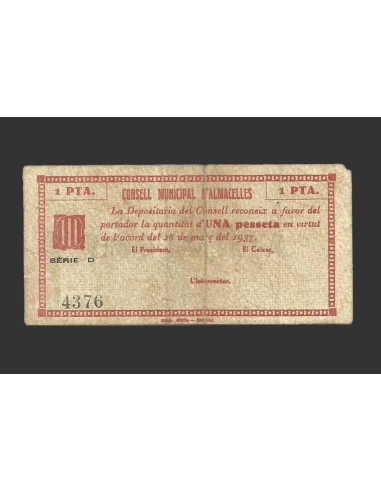 1 PTA. CONSELL MUNICIPAL D'ALMACELLES 1 PTA.
La Depositaria del Consell reconeix a favor del
portador la quantitat d'UNA pesseta en virtut
de l'acord del 18 de maig del 1937.
El President, El Caixer,
SÈRIE D
L'Interventor,
4376